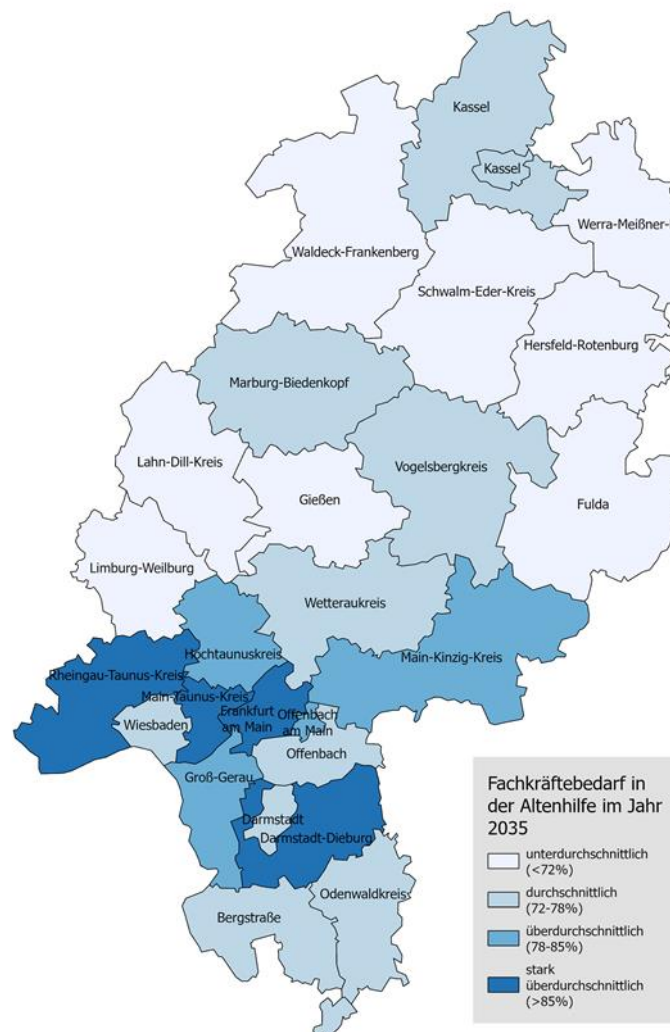 Kassel
Kassel
Werra-Meißner-
Waldeck-Frankenberg
Schwalm-Eder-Kreis
Hersfeld-Rotenburg
Marburg-Biedenkopf
Lahn-Dill-Kreis
Vogelsbergkreis
Gießen
Fulda
Limburg-Weilburg
Wetteraukreis
Hochtaunuskreis
Main-Kinzig-Kreis
Rheingau-Taunus-Kreis
Main-Taunus-Kreis
Frankfurt
am Main
Offenbach
am Main
Wiesbaden
Offenbach
Groß-Gerau
Darmstadt
Darmstadt-Dieburg
Odenwaldkreis
Bergstraße
Fachkräftebedarf in
der Altenhilfe im Jahr
2035
unterdurchschnittlich
(<72%)
durchschnittlich
(72-78%)
überdurchschnittlich
(78-85%)
stark
überdurchschnittlich
(>85%)